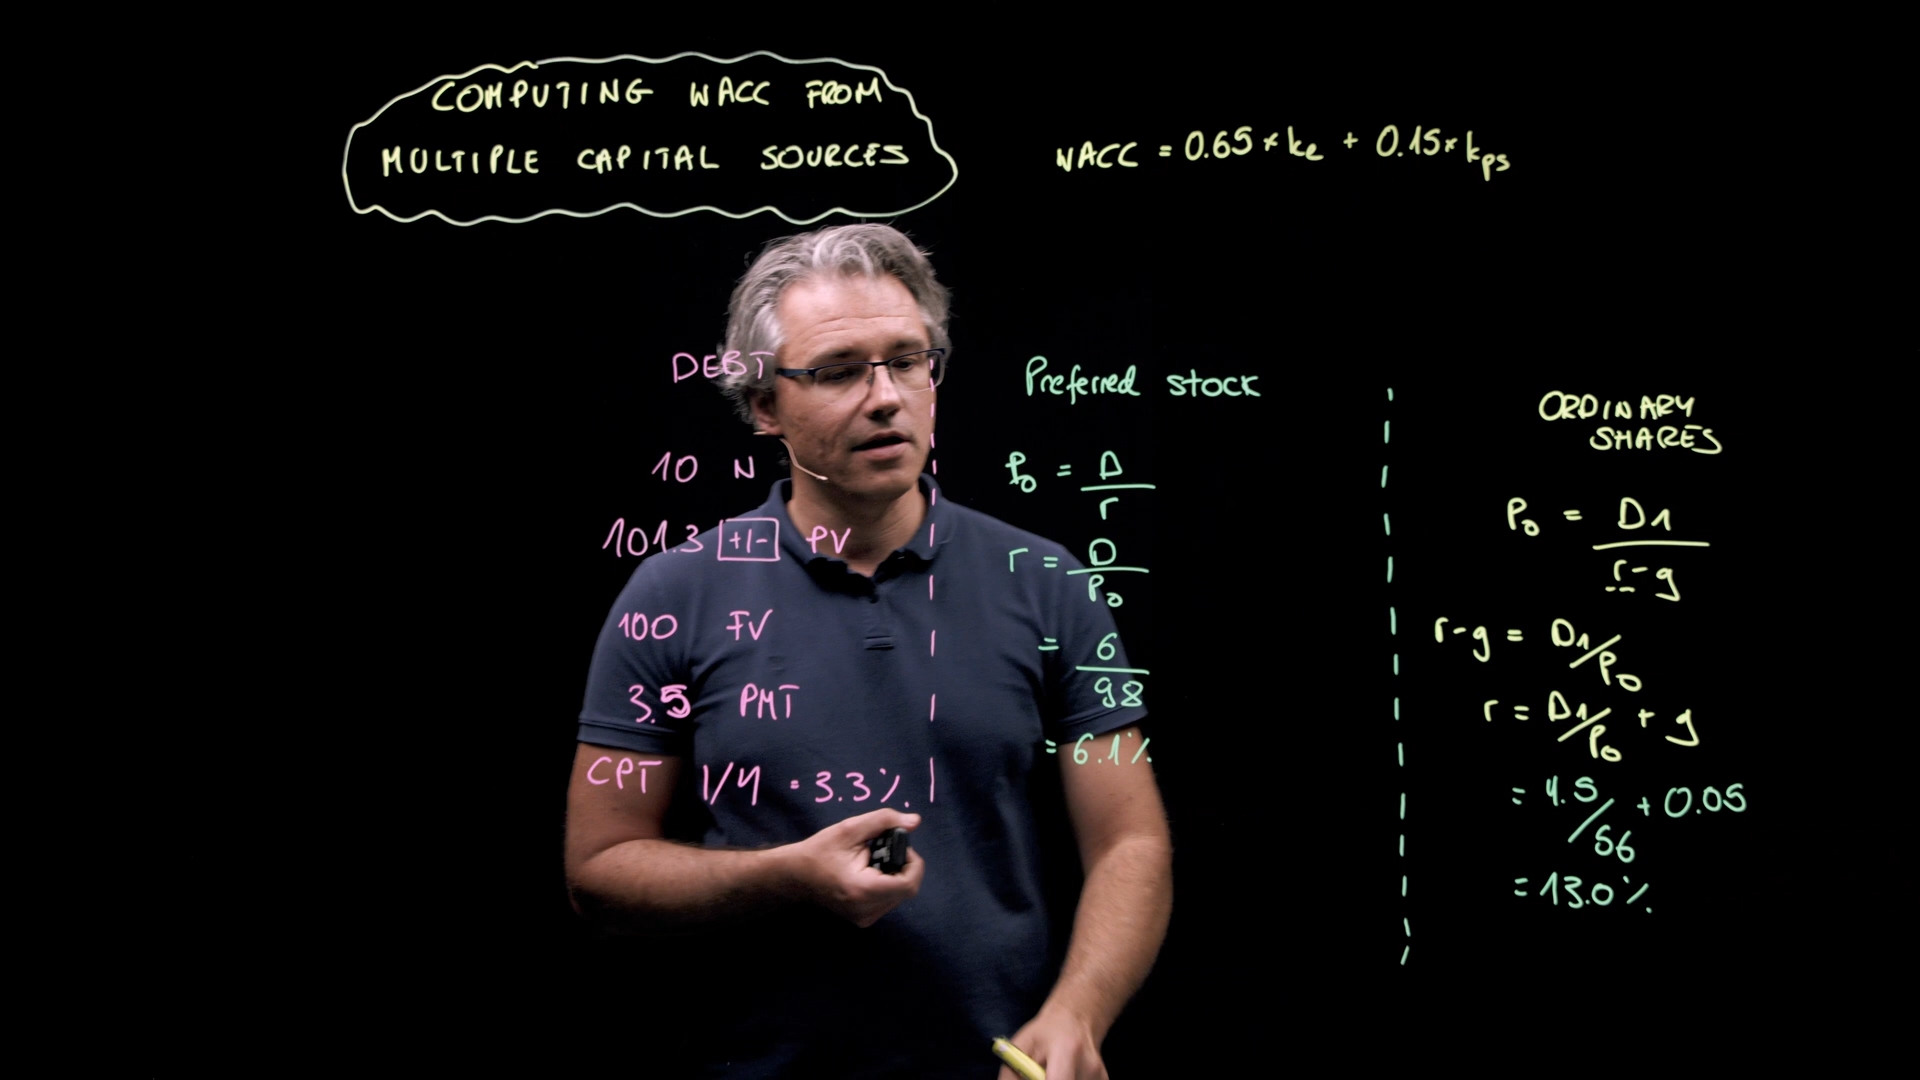 COMPUTING WACC FROM
MULTIPLE CAPITAL SOURCES
WACC = 0.65 × ke + 0.15 × kps
DEBT
10 N
101.3 +/- PV
100 FV
3.5 PMT
CPT I/Y = 3.3%
Preferred stock
P0 = D/r
r = D/P0
= 6/98
= 6.1%
ORDINARY
SHARES
P0 = D1/r-g
r-g = D1/P0
r = D1/P0 + g
= 4.5/56 + 0.05
= 13.0%